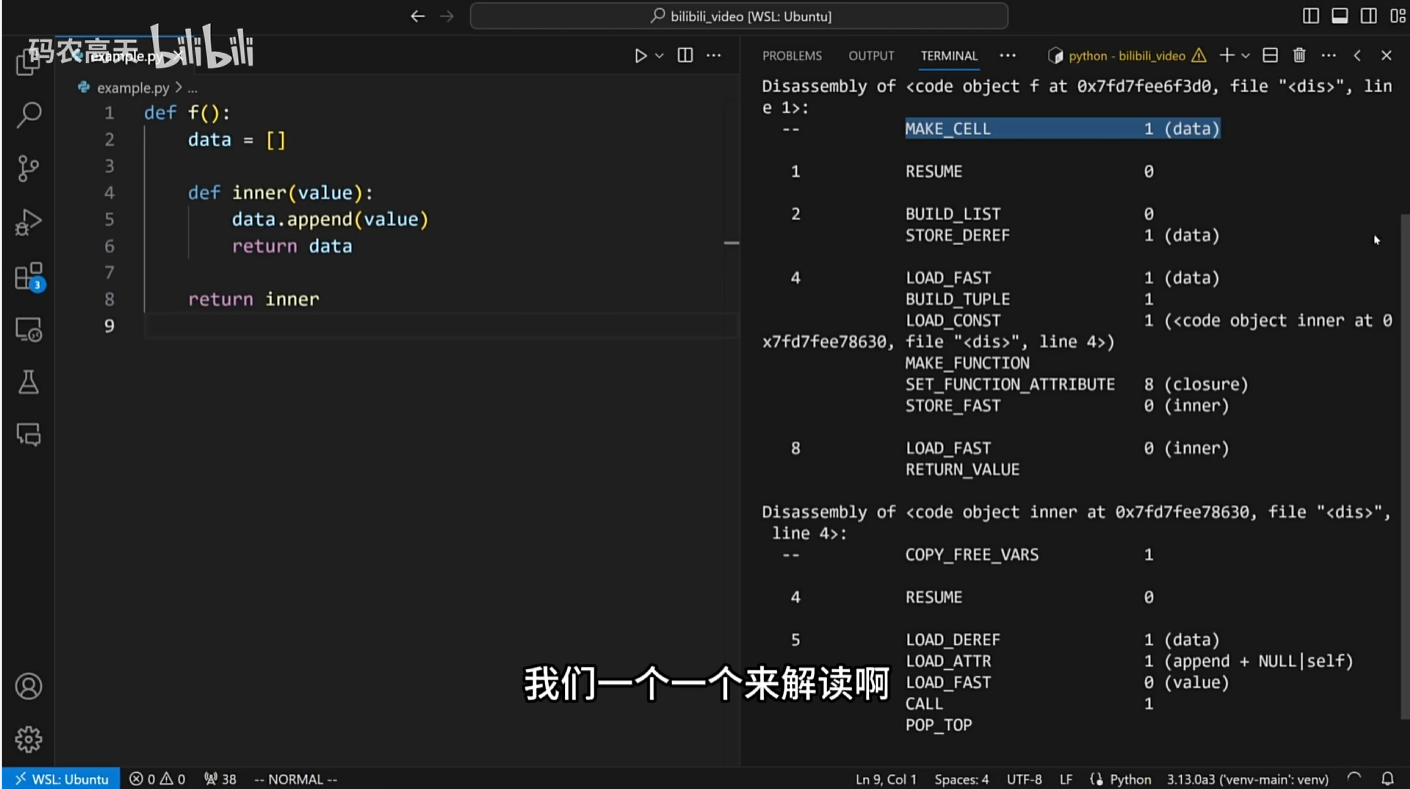 bilibili_video [WSL: Ubuntu]
码农高天 bilibili
example.py
PROBLEMS OUTPUT TERMINAL python - bilibili_video
example.py > ...
1 def f():
2 data = []
3
4 def inner(value):
5 data.append(value)
6 return data
7
8 return inner
9
Disassembly of <code object f at 0x7fd7fee6f3d0, file "<dis>", lin
e 1>:
-- MAKE_CELL 1 (data)
1 RESUME 0
2 BUILD_LIST 0
STORE_DEREF 1 (data)
4 LOAD_FAST 1 (data)
BUILD_TUPLE 1
LOAD_CONST 1 (<code object inner at 0
x7fd7fee78630, file "<dis>", line 4>)
MAKE_FUNCTION
SET_FUNCTION_ATTRIBUTE 8 (closure)
STORE_FAST 0 (inner)
8 LOAD_FAST 0 (inner)
RETURN_VALUE
Disassembly of <code object inner at 0x7fd7fee78630, file "<dis>",
line 4>:
-- COPY_FREE_VARS 1
4 RESUME 0
5 LOAD_DEREF 1 (data)
LOAD_ATTR 1 (append + NULL|self)
LOAD_FAST 0 (value)
CALL 1
POP_TOP
3
我们一个一个来解读啊
WSL: Ubuntu 0 0 38 -- NORMAL -- Ln 9, Col 1 Spaces: 4 UTF-8 LF Python 3.13.0a3 ('venv-main': venv)